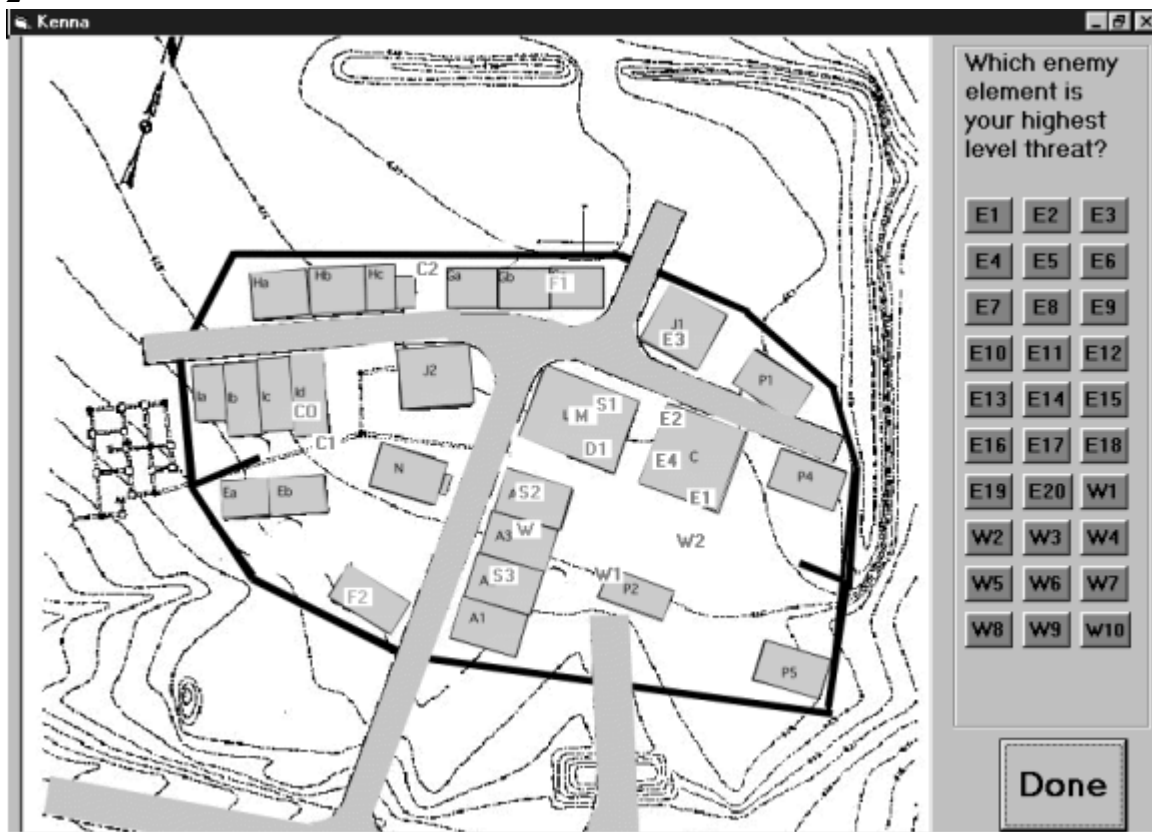 Kenna
Which enemy
element is
your highest
level threat?
E1 E2 E3
E4 E5 E6
E7 E8 E9
E10 E11 E12
E13 E14 E15
E16 E17 E18
E19 E20 W1
W2 W3 W4
W5 W6 W7
W8 W9 W10
Done
Ha Hb Hc C2 Ga Gb F1
J1
E3
Ia Ib Ic Id J2 P1
C0 M S1 E2
C1 D1 E4 C
N P4
Ea Eb S2 E1
A3 W W2
S3 W1 P2
F2
A1
P5